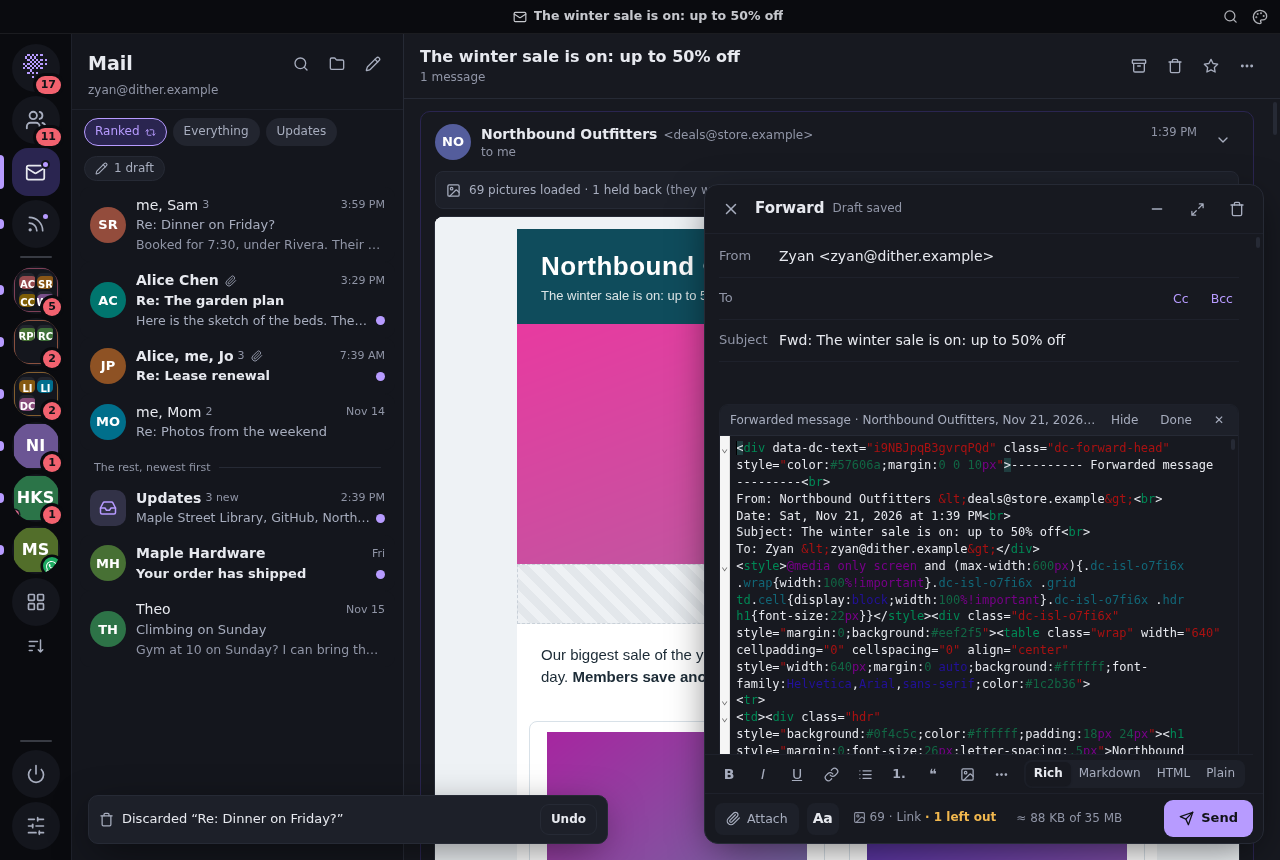 The winter sale is on: up to 50% off
17
11
5
2
2
NI
1
HKS
1
MS
AC SR
CC
RP RC
LI LI
DC
Mail
zyan@dither.example
Ranked
Everything
Updates
1 draft
SR
me, Sam 3
3:59 PM
Re: Dinner on Friday?
Booked for 7:30, under Rivera. Their …
AC
Alice Chen
3:29 PM
Re: The garden plan
Here is the sketch of the beds. The…
JP
Alice, me, Jo 3
7:39 AM
Re: Lease renewal
MO
me, Mom 2
Nov 14
Re: Photos from the weekend
The rest, newest first
Updates 3 new
2:39 PM
Maple Street Library, GitHub, North…
MH
Maple Hardware
Fri
Your order has shipped
TH
Theo
Nov 15
Climbing on Sunday
Gym at 10 on Sunday? I can bring th…
Discarded “Re: Dinner on Friday?”
Undo
The winter sale is on: up to 50% off
1 message
NO
Northbound Outfitters <deals@store.example>
to me
1:39 PM
69 pictures loaded · 1 held back (they w
Northbound
The winter sale is on: up to 5
Our biggest sale of the y
day. Members save ano
Forward
Draft saved
From
Zyan <zyan@dither.example>
To
Cc
Bcc
Subject
Fwd: The winter sale is on: up to 50% off
Forwarded message · Northbound Outfitters, Nov 21, 2026…
Hide
Done
<div data-dc-text="i9NBJpqB3gvrqPQd" class="dc-forward-head"
style="color:#57606a;margin:0 0 10px">---------- Forwarded message
---------<br>
From: Northbound Outfitters &lt;deals@store.example&gt;<br>
Date: Sat, Nov 21, 2026 at 1:39 PM<br>
Subject: The winter sale is on: up to 50% off<br>
To: Zyan &lt;zyan@dither.example&gt;</div>
<style>@media only screen and (max-width:600px){.dc-isl-o7fi6x
.wrap{width:100%!important}.dc-isl-o7fi6x .grid
td.cell{display:block;width:100%!important}.dc-isl-o7fi6x .hdr
h1{font-size:22px}}</style><div class="dc-isl-o7fi6x"
style="margin:0;background:#eef2f5"><table class="wrap" width="640"
cellpadding="0" cellspacing="0" align="center"
style="width:640px;margin:0 auto;background:#ffffff;font-
family:Helvetica,Arial,sans-serif;color:#1c2b36">
<tr>
<td><div class="hdr"
style="background:#0f4c5c;color:#ffffff;padding:18px 24px"><h1
style="margin:0;font-size:26px;letter-spacing:.5px">Northbound
B I U
1.
Rich
Markdown
HTML
Plain
Attach
Aa
69 · Link · 1 left out
≈ 88 KB of 35 MB
Send